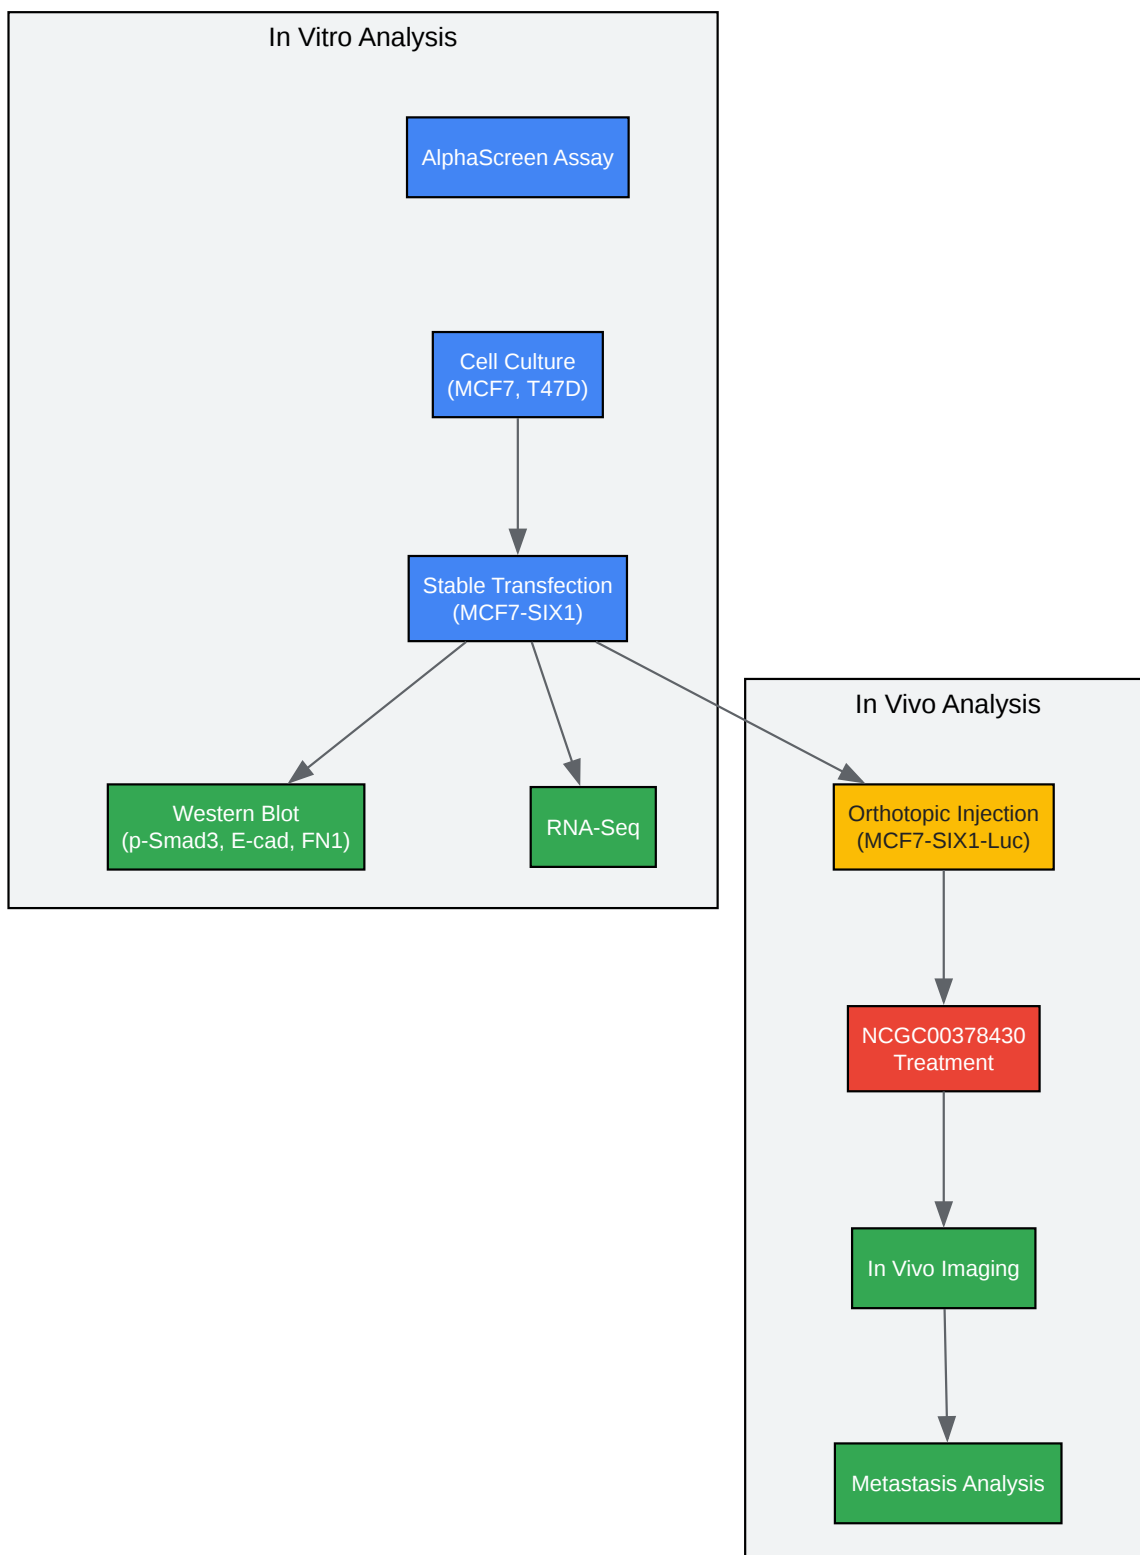 In Vitro Analysis
AlphaScreen Assay
Cell Culture
(MCF7, T47D)
Stable Transfection
(MCF7-SIX1)
Western Blot
(p-Smad3, E-cad, FN1)
RNA-Seq
In Vivo Analysis
Orthotopic Injection
(MCF7-SIX1-Luc)
NCGC00378430
Treatment
In Vivo Imaging
Metastasis Analysis